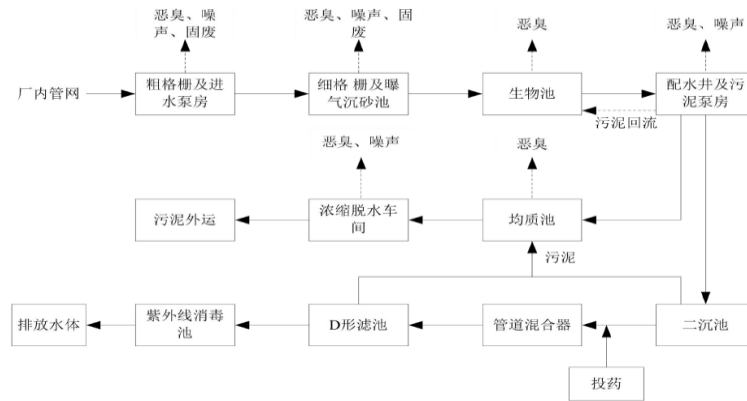 恶臭、噪
声、固废
恶臭、噪声、固
废
恶臭
恶臭、噪声
厂内管网
粗格栅及进
水泵房
细格 栅及曝
气沉砂池
生物池
配水井及污
泥泵房
污泥回流
恶臭、噪声
恶臭
污泥外运
浓缩脱水车
间
均质池
污泥
排放水体
紫外线消毒
池
D形滤池
管道混合器
二沉池
投药